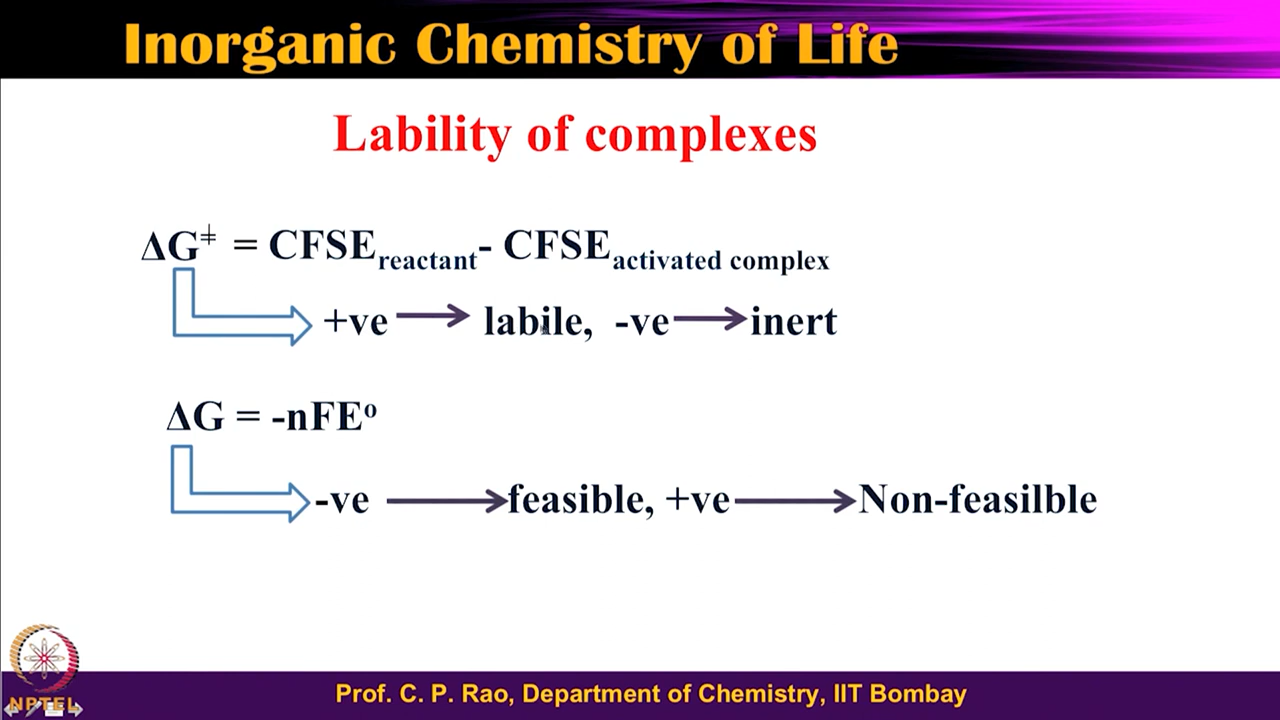 Inorganic Chemistry of Life
Lability of complexes
ΔG‡ = CFSEreactant- CFSEactivated complex
+ve → labile, -ve → inert
ΔG = -nFEº
-ve → feasible, +ve → Non-feasilble
NPTEL
Prof. C. P. Rao, Department of Chemistry, IIT Bombay